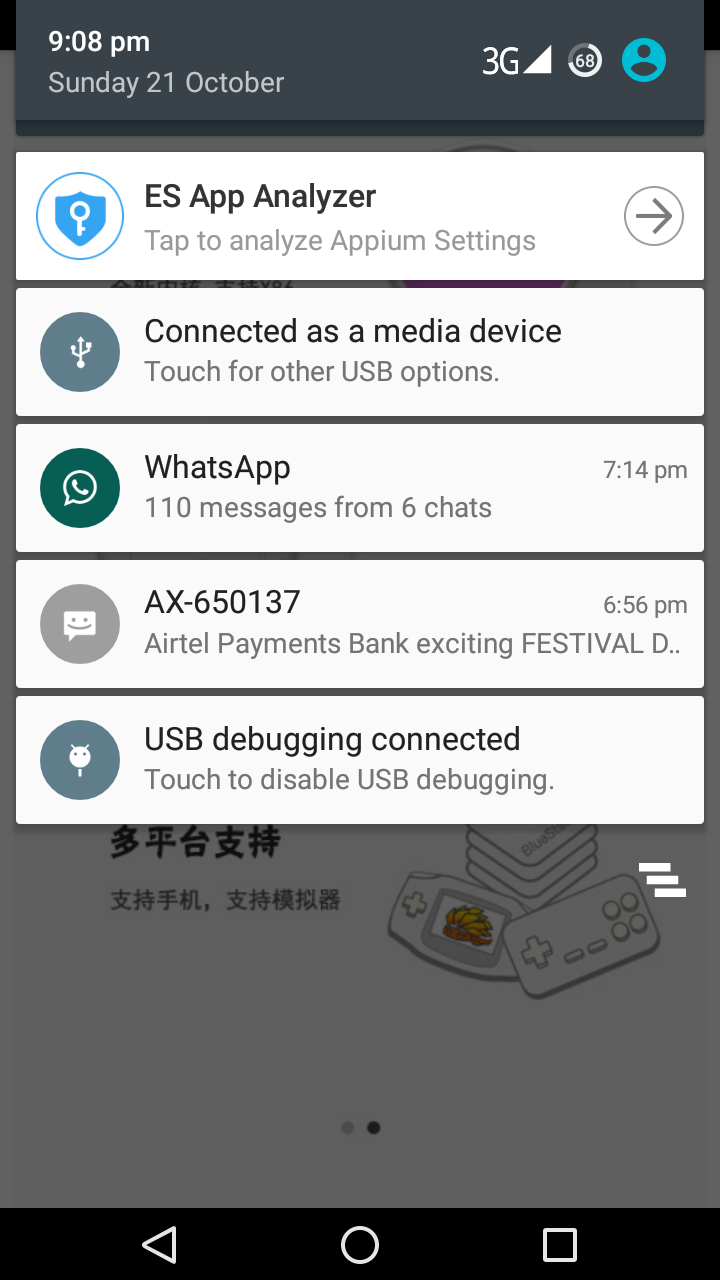 9:08 pm
Sunday 21 October
3G
68
ES App Analyzer
Tap to analyze Appium Settings
Connected as a media device
Touch for other USB options.
WhatsApp
7:14 pm
110 messages from 6 chats
AX-650137
6:56 pm
Airtel Payments Bank exciting FESTIVAL D..
USB debugging connected
Touch to disable USB debugging.
多平台支持
支持手机，支持模拟器